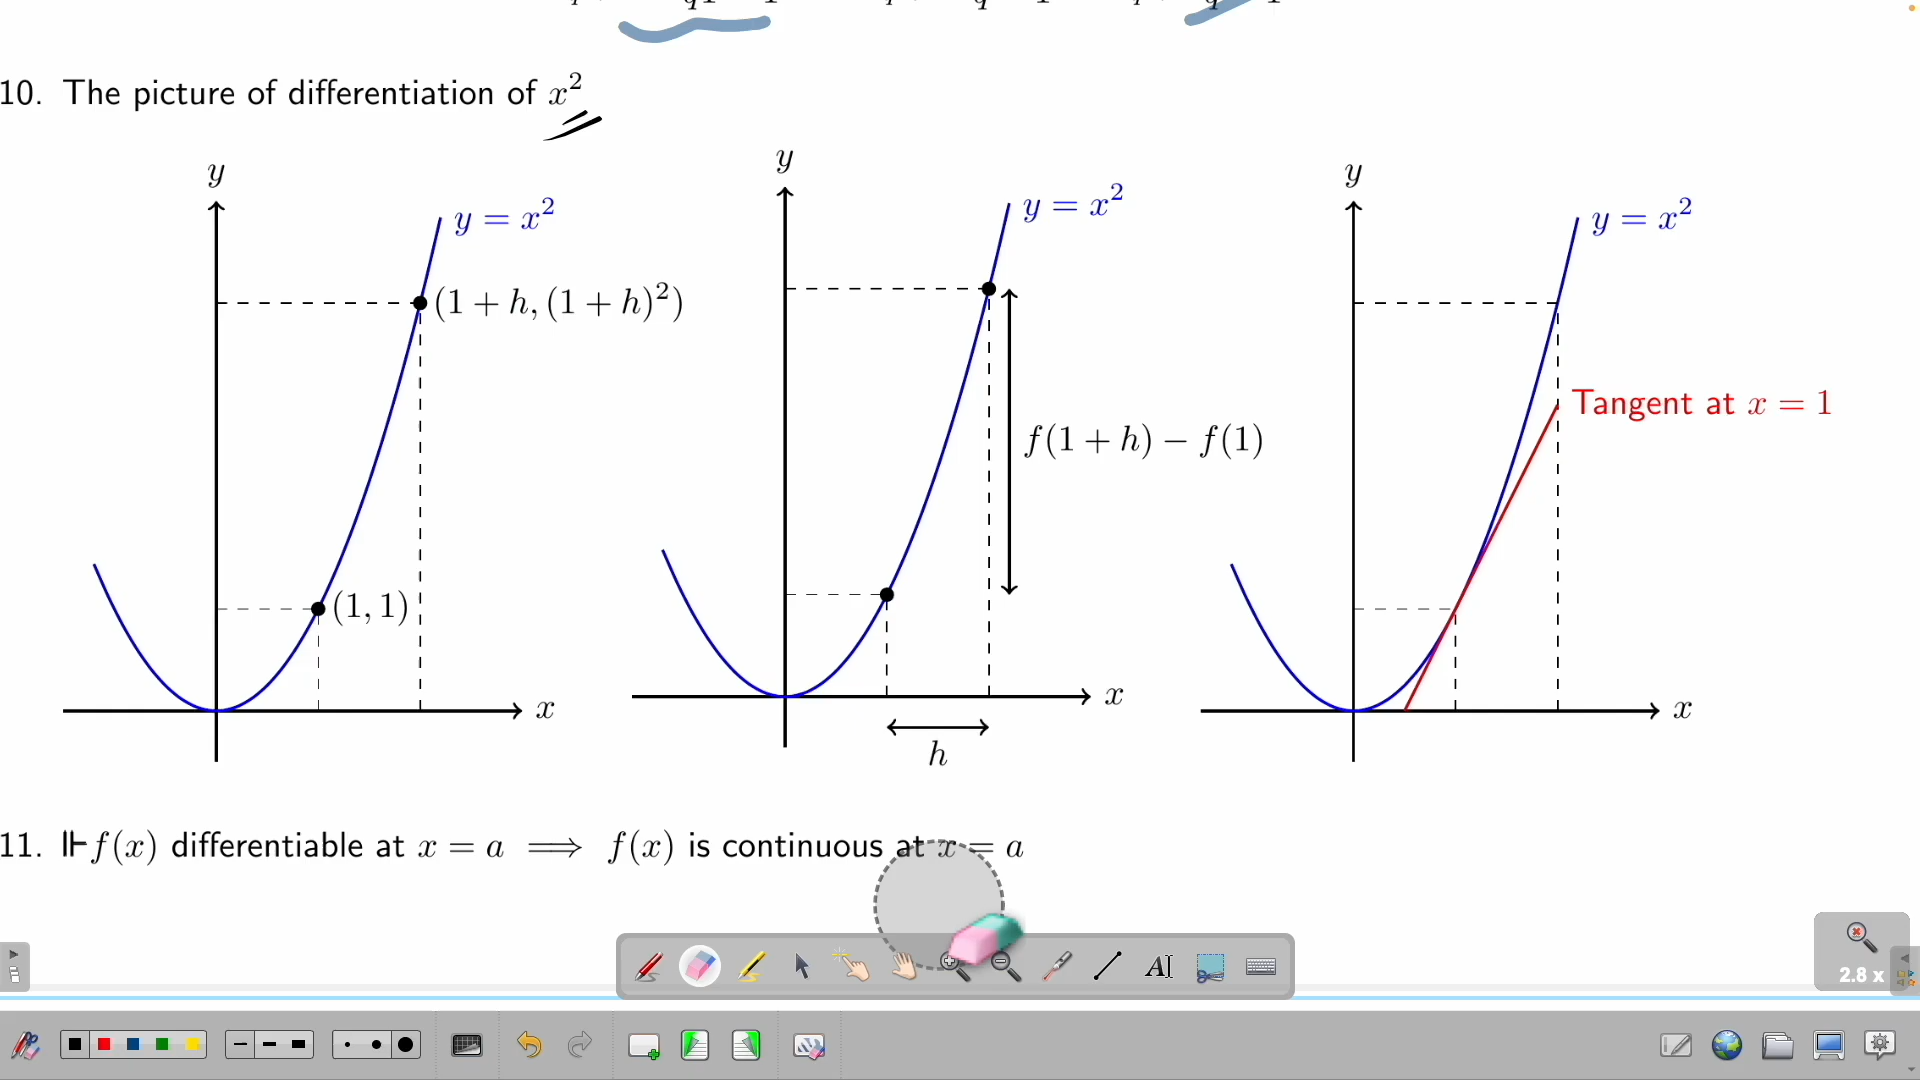 10. The picture of differentiation of x²
y
y = x²
(1 + h, (1 + h)²)
(1, 1)
x
y
y = x²
f(1 + h) − f(1)
x
h
y
y = x²
Tangent at x = 1
x
11. ⊩f(x) differentiable at x = a ⟹ f(x) is continuous at x = a
2.8 x